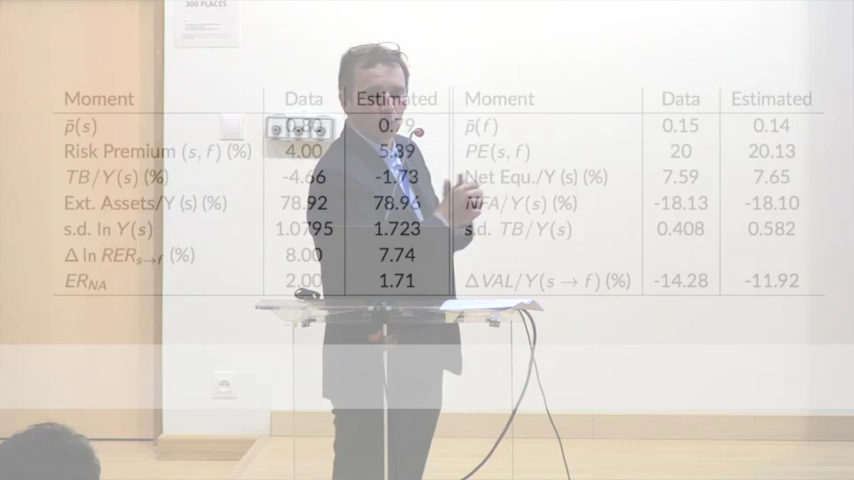 300 PLACES
Moment Data Estimated Moment Data Estimated
p̄(s) 0.80 0.79 p̄(f) 0.15 0.14
Risk Premium (s, f) (%) 4.00 5.39 PE(s, f) 20 20.13
TB/Y(s) (%) -4.66 -1.73 Net Equ./Y (s) (%) 7.59 7.65
Ext. Assets/Y (s) (%) 78.92 78.96 NFA/Y(s) (%) -18.13 -18.10
s.d. ln Y(s) 1.0795 1.723 s.d. TB/Y(s) 0.408 0.582
Δ ln RERs→f (%) 8.00 7.74
ERNA 2.00 1.71 ΔVAL/Y(s → f) (%) -14.28 -11.92